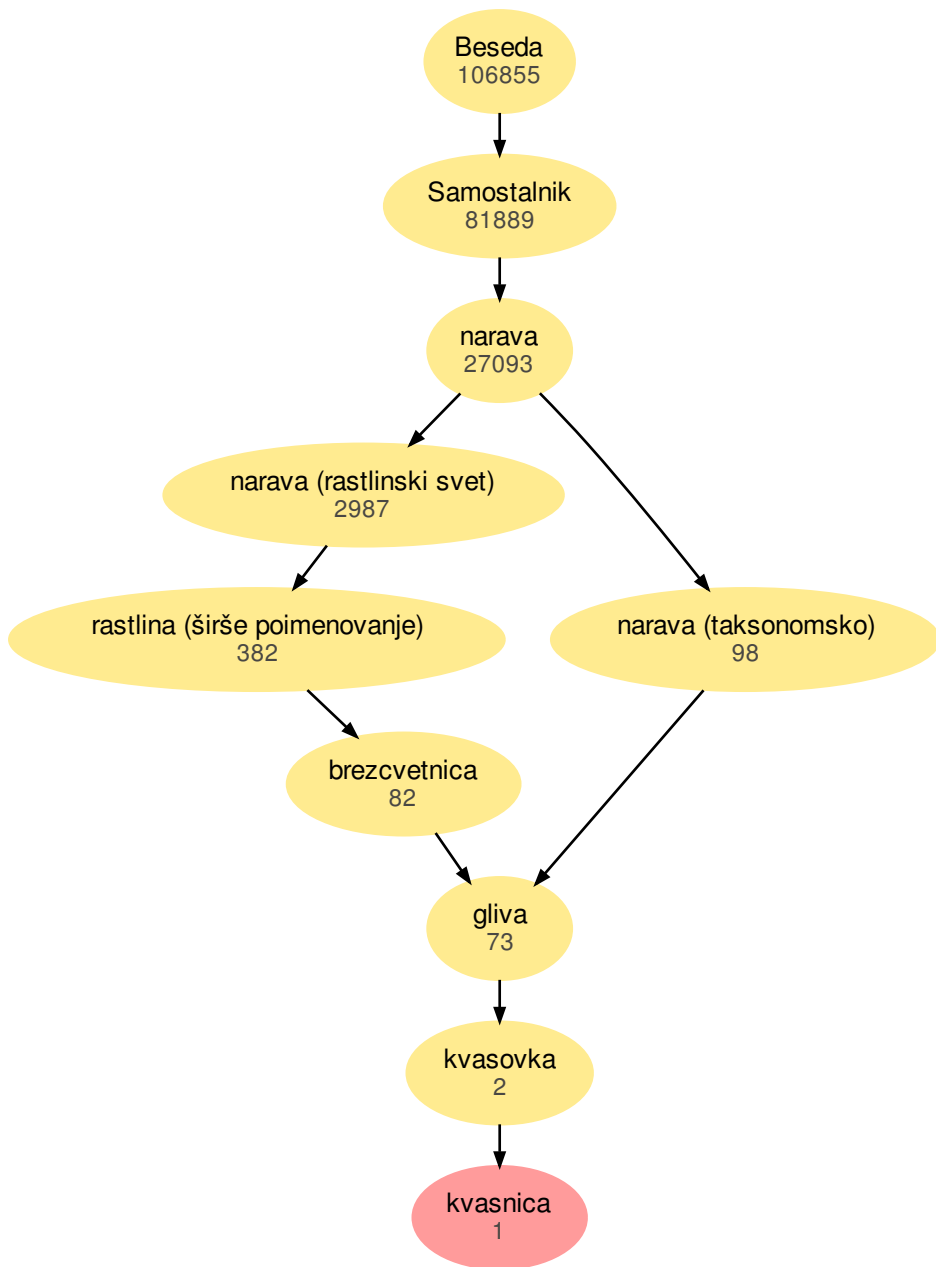 Beseda
106855
Samostalnik
81889
narava
27093
narava (rastlinski svet)
2987
rastlina (širše poimenovanje)
382
narava (taksonomsko)
98
brezcvetnica
82
gliva
73
kvasovka
2
kvasnica
1